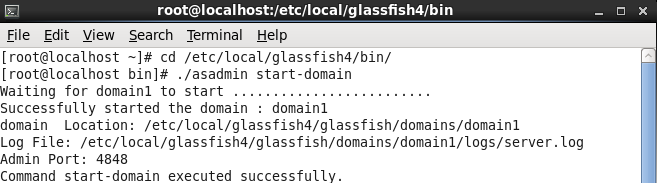 root@localhost:/etc/local/glassfish4/bin
File Edit View Search Terminal Help
[root@localhost ~]# cd /etc/local/glassfish4/bin/
[root@localhost bin]# ./asadmin start-domain
Waiting for domain1 to start .........................
Successfully started the domain : domain1
domain  Location: /etc/local/glassfish4/glassfish/domains/domain1
Log File: /etc/local/glassfish4/glassfish/domains/domain1/logs/server.log
Admin Port: 4848
Command start-domain executed successfully.